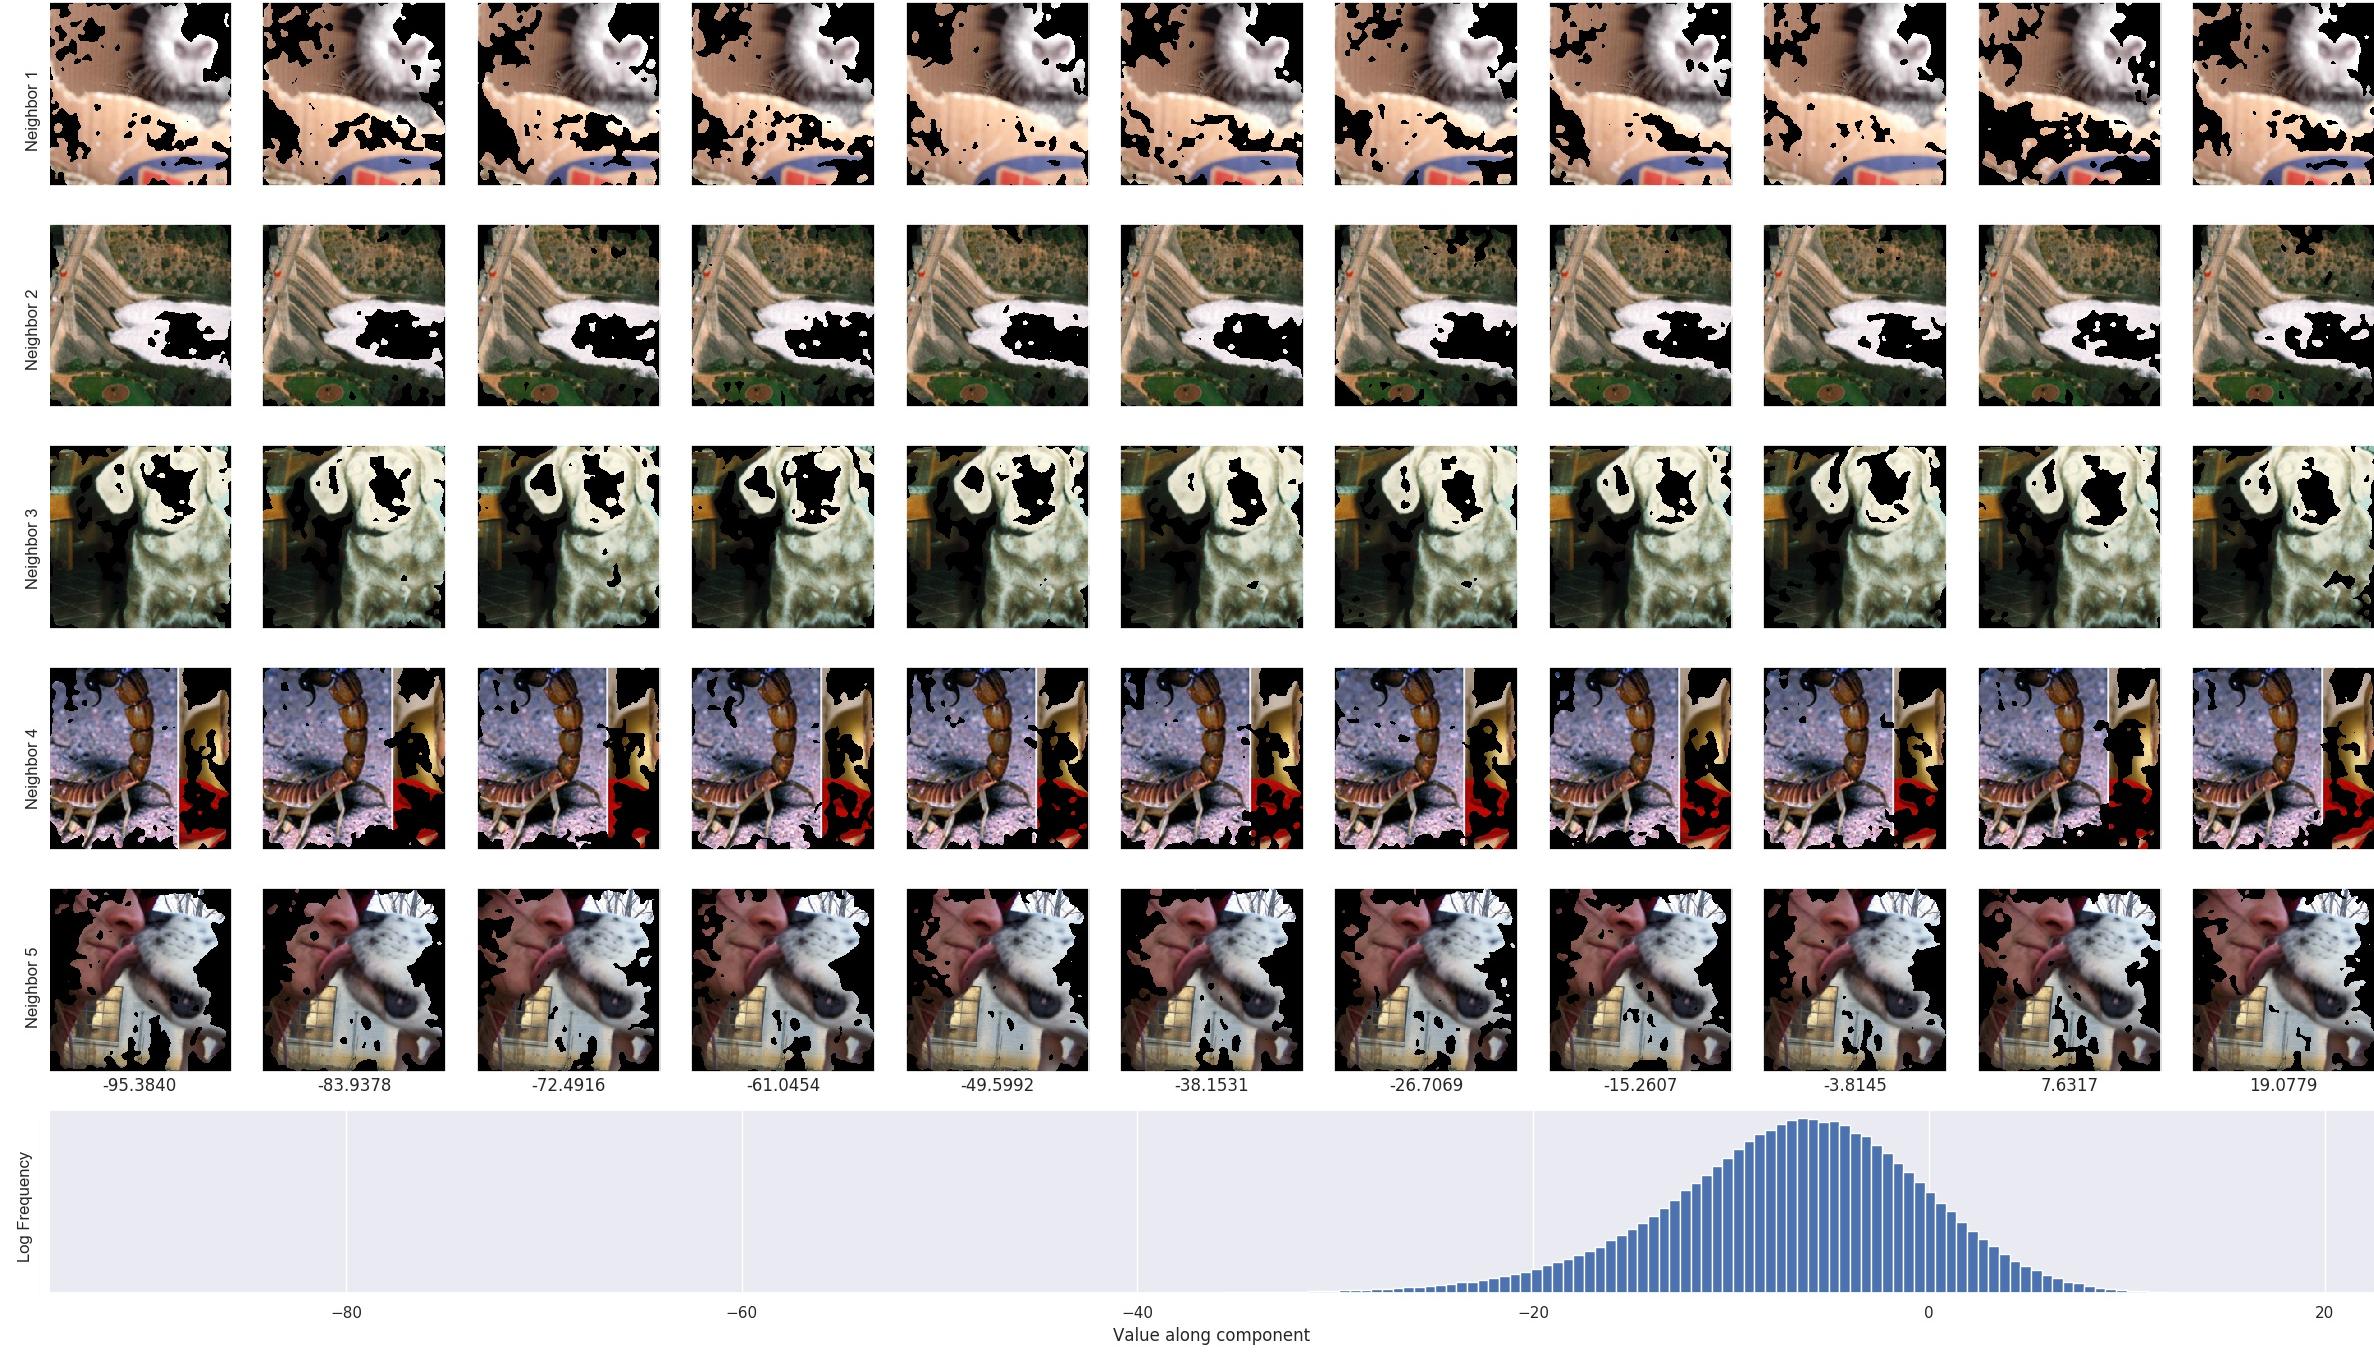 Neighbor 1
Neighbor 2
Neighbor 3
Neighbor 4
Neighbor 5
-95.3840 -83.9378 -72.4916 -61.0454 -49.5992 -38.1531 -26.7069 -15.2607 -3.8145 7.6317 19.0779
Log Frequency
−80 −60 −40 −20 0 20
Value along component